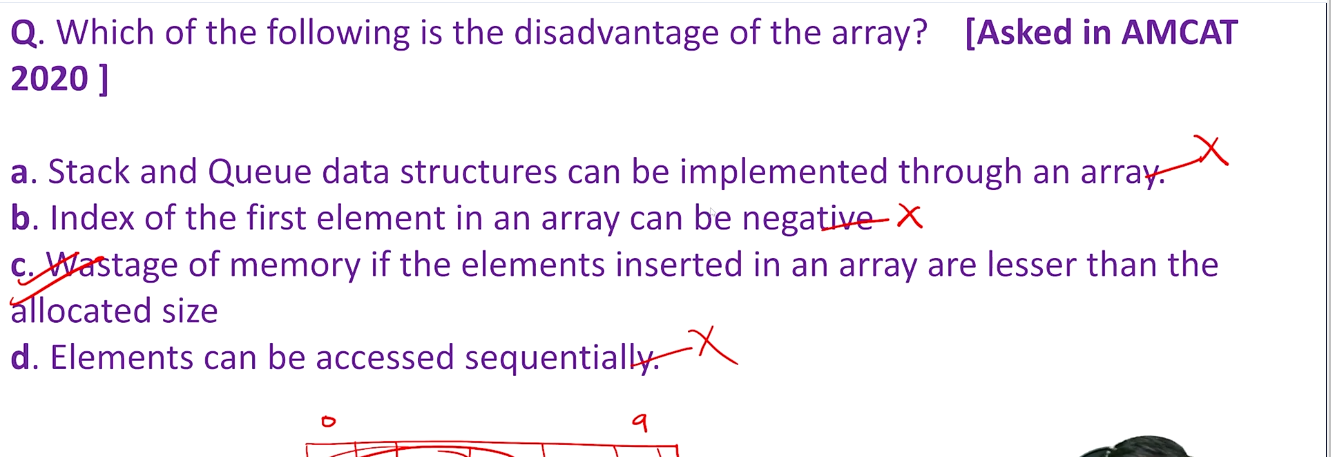 Q. Which of the following is the disadvantage of the array? [Asked in AMCAT
2020 ]
a. Stack and Queue data structures can be implemented through an array.
b. Index of the first element in an array can be negative
c. Wastage of memory if the elements inserted in an array are lesser than the
allocated size
d. Elements can be accessed sequentially.
0 9